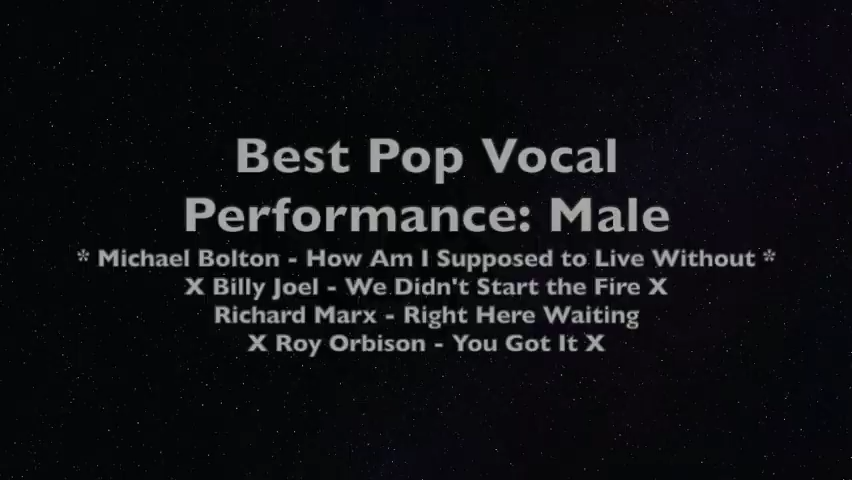 Best Pop Vocal
Performance: Male
* Michael Bolton - How Am I Supposed to Live Without *
X Billy Joel - We Didn't Start the Fire X
Richard Marx - Right Here Waiting
X Roy Orbison - You Got It X